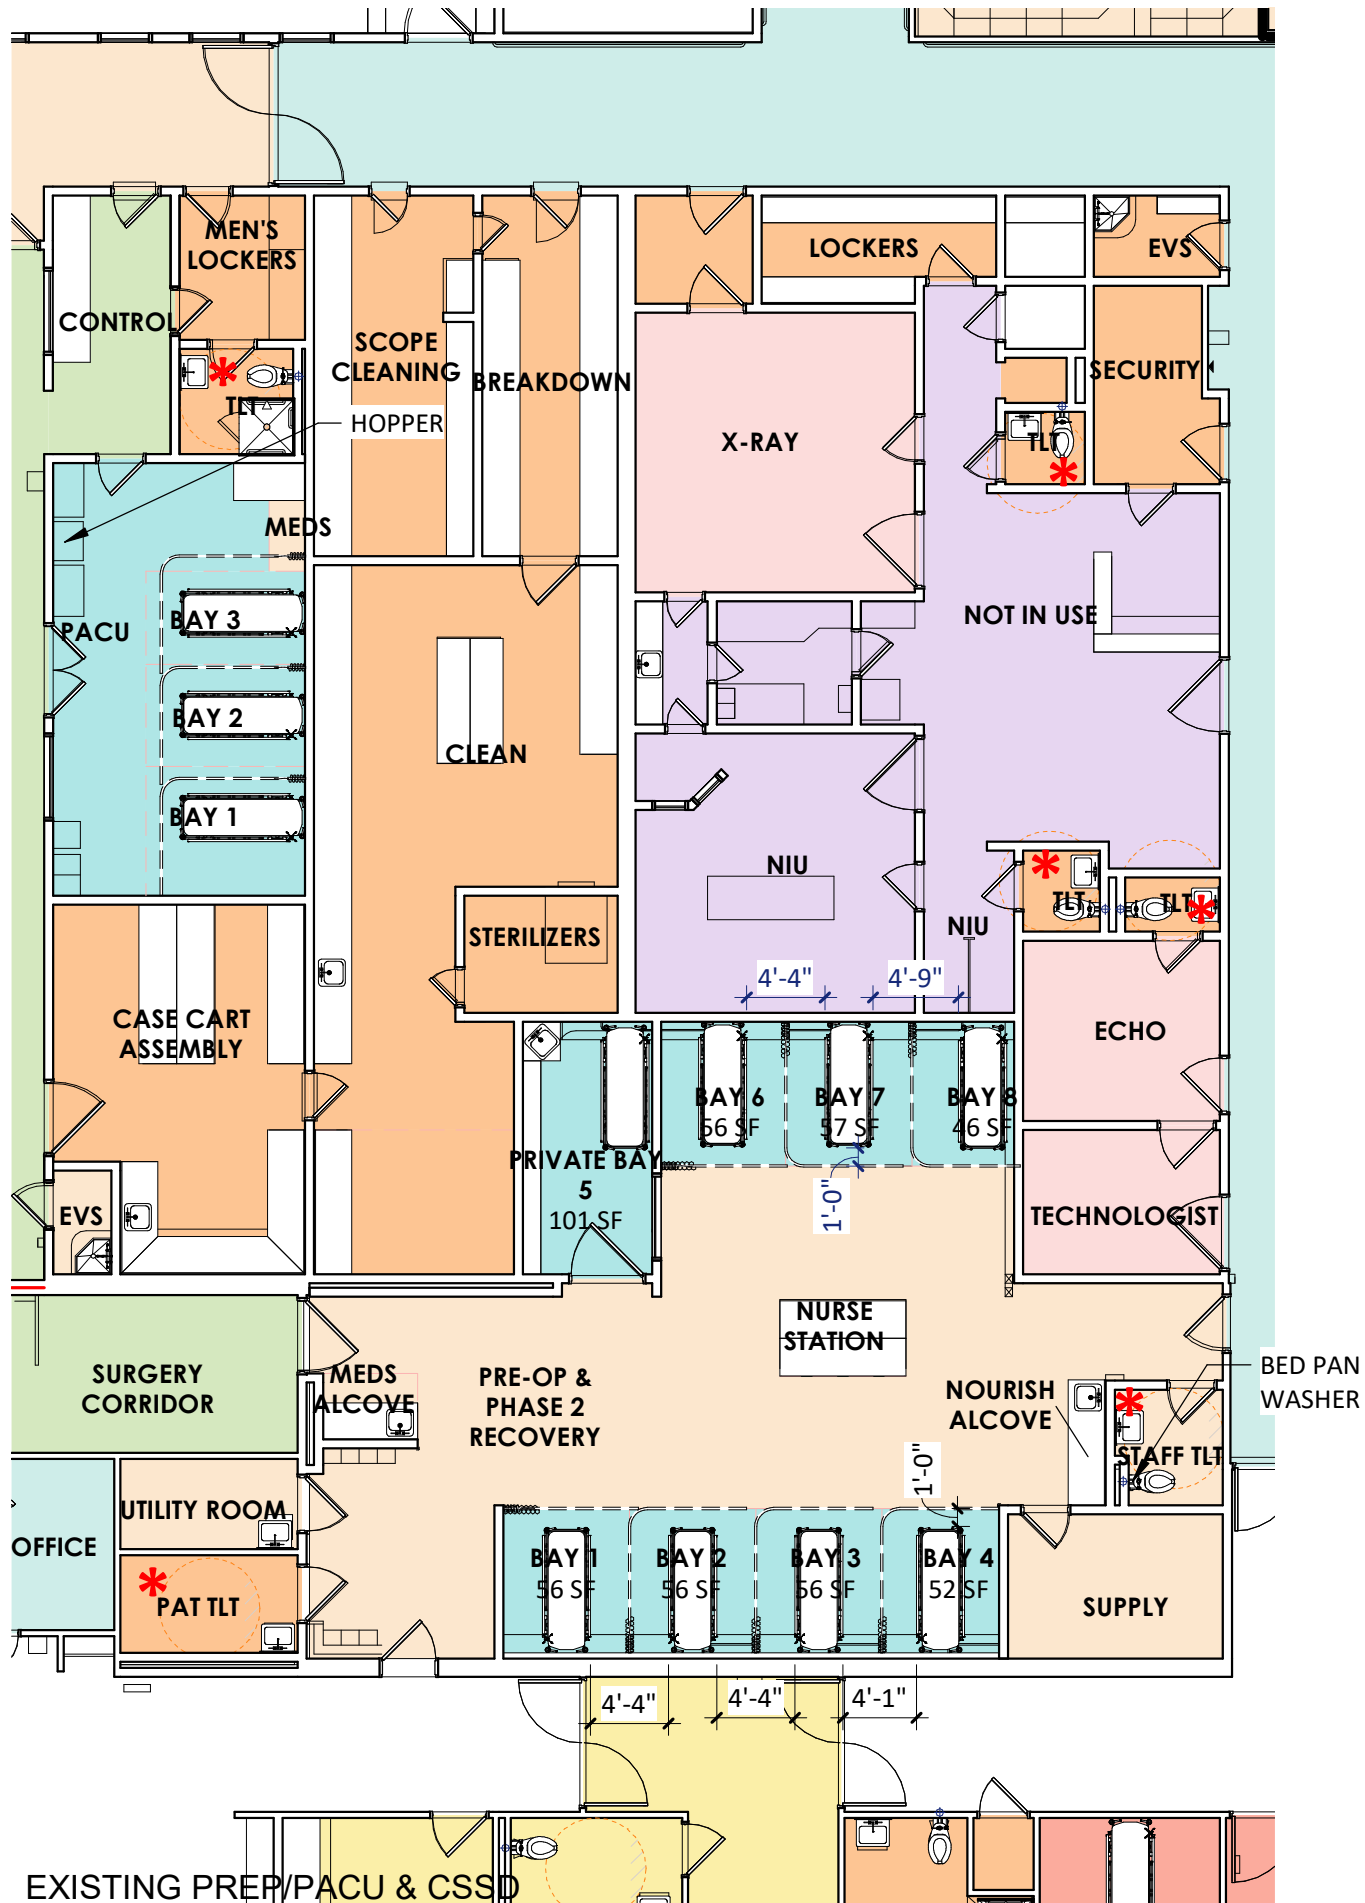 MEN'S
LOCKERS
LOCKERS
EVS
CONTROL
SCOPE
CLEANING
BREAKDOWN
SECURITY
TLT
HOPPER
X-RAY
TLT
MEDS
BAY 3
PACU
NOT IN USE
BAY 2
CLEAN
BAY 1
NIU
TLT
TLT
STERILIZERS
NIU
4'-4"
4'-9"
CASE CART
ASSEMBLY
ECHO
BAY 6
56 SF
BAY 7
57 SF
BAY 8
46 SF
PRIVATE BAY
5
101 SF
1'-0"
EVS
TECHNOLOGIST
NURSE
STATION
SURGERY
CORRIDOR
MEDS
ALCOVE
PRE-OP &
PHASE 2
RECOVERY
NOURISH
ALCOVE
BED PAN
WASHER
STAFF TLT
1'-0"
UTILITY ROOM
OFFICE
BAY 1
56 SF
BAY 2
56 SF
BAY 3
56 SF
BAY 4
52 SF
PAT TLT
SUPPLY
4'-4"
4'-4"
4'-1"
EXISTING PREP/PACU & CSSD